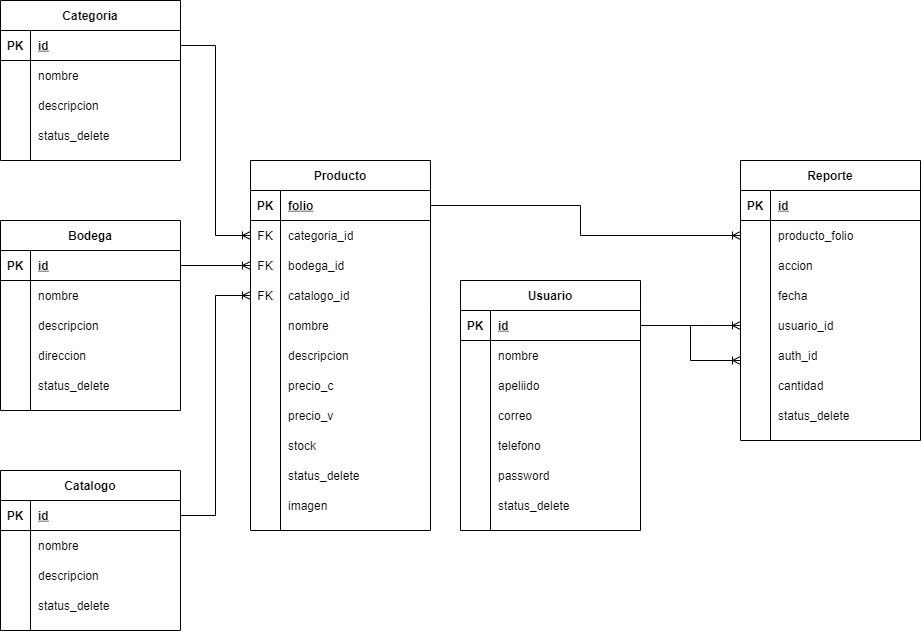 Categoria
PK id
nombre
descripcion
status_delete
Bodega
PK id
nombre
descripcion
direccion
status_delete
Catalogo
PK id
nombre
descripcion
status_delete
Producto
PK folio
FK categoria_id
FK bodega_id
FK catalogo_id
nombre
descripcion
precio_c
precio_v
stock
status_delete
imagen
Usuario
PK id
nombre
apeliido
correo
telefono
password
status_delete
Reporte
PK id
producto_folio
accion
fecha
usuario_id
auth_id
cantidad
status_delete